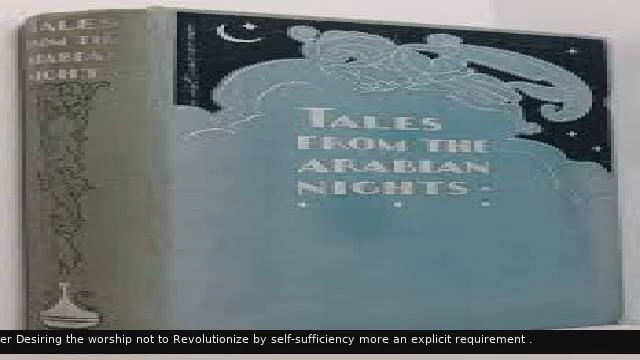 TALES
FROM THE
ARABIAN
NIGHTS
TALES
FROM THE
ARABIAN
NIGHTS
er Desiring the worship not to Revolutionize by self-sufficiency more an explicit requirement .